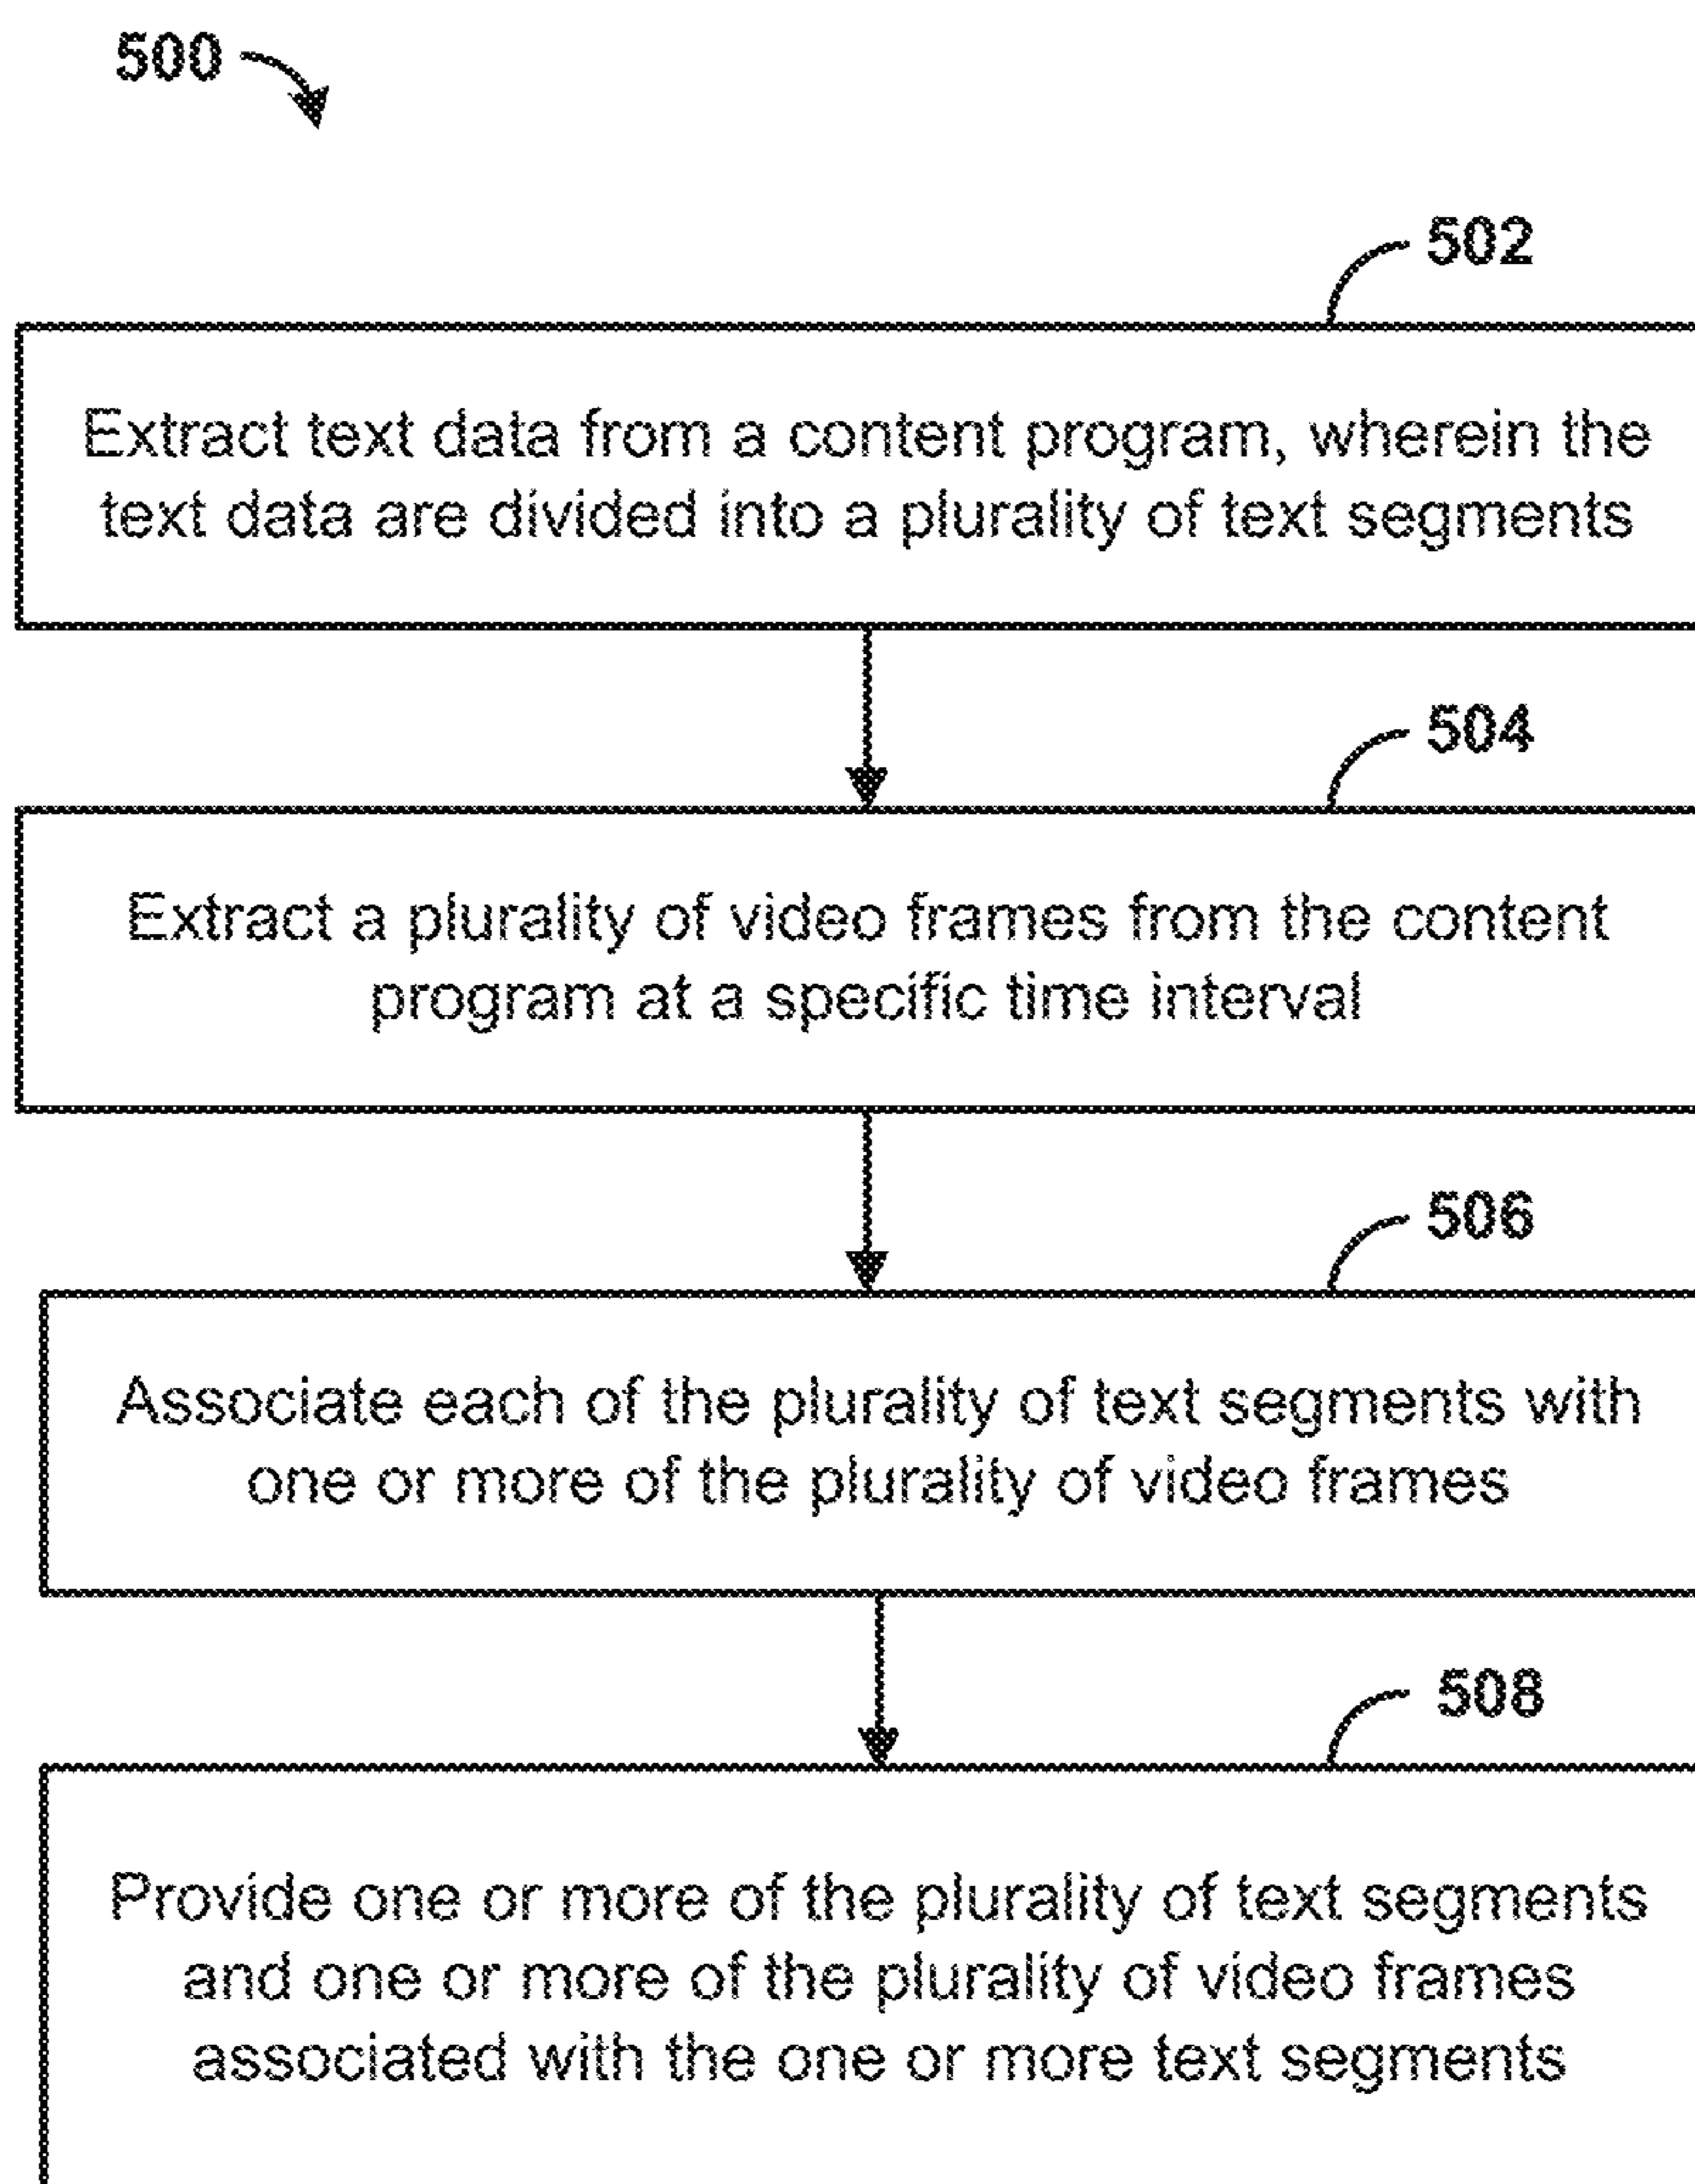 500
502
Extract text data from a content program, wherein the
text data are divided into a plurality of text segments
504
Extract a plurality of video frames from the content
program at a specific time interval
506
Associate each of the plurality of text segments with
one or more of the plurality of video frames
508
Provide one or more of the plurality of text segments
and one or more of the plurality of video frames
associated with the one or more text segments